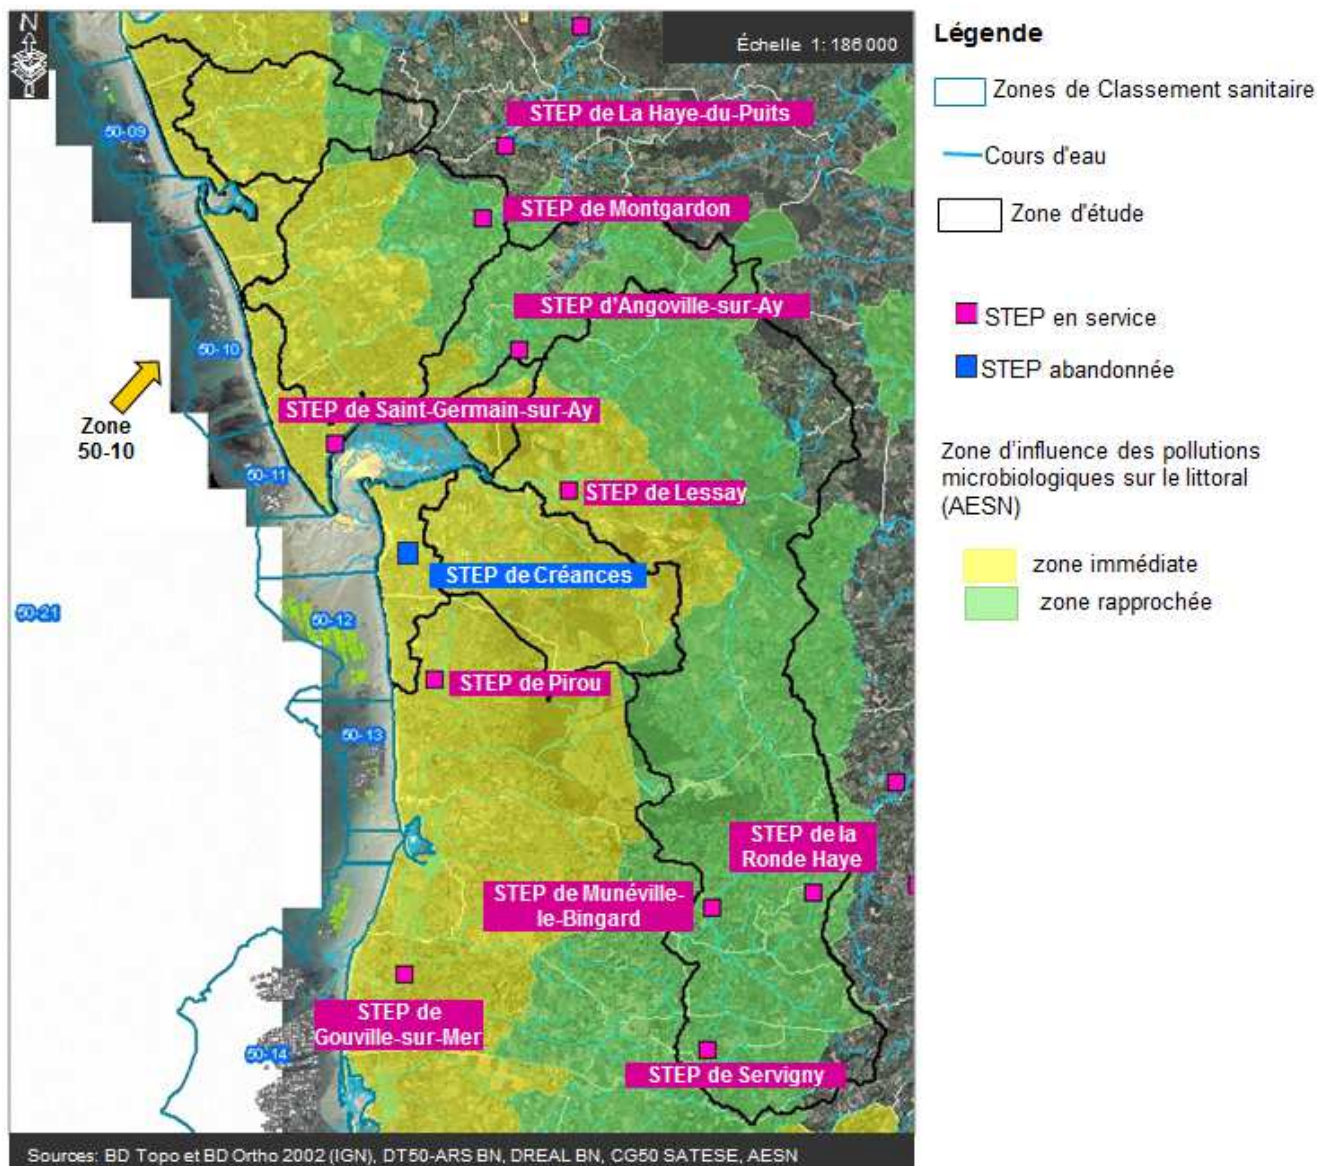 N
Échelle 1: 186 000
STEP de La Haye-du-Puits
50-09
STEP de Montgardon
STEP d'Angoville-sur-Ay
50-10
Zone
50-10
STEP de Saint-Germain-sur-Ay
50-11
STEP de Lessay
STEP de Créances
50-21
50-12
STEP de Pirou
50-13
STEP de la
Ronde Haye
STEP de Munéville-
le-Bingard
STEP de
Gouville-sur-Mer
50-14
STEP de Servigny
Sources: BD Topo et BD Ortho 2002 (IGN), DT50-ARS BN, DREAL BN, CG50 SATESE, AESN
Légende
Zones de Classement sanitaire
Cours d'eau
Zone d'étude
STEP en service
STEP abandonnée
Zone d'influence des pollutions
microbiologiques sur le littoral
(AESN)
zone immédiate
zone rapprochée